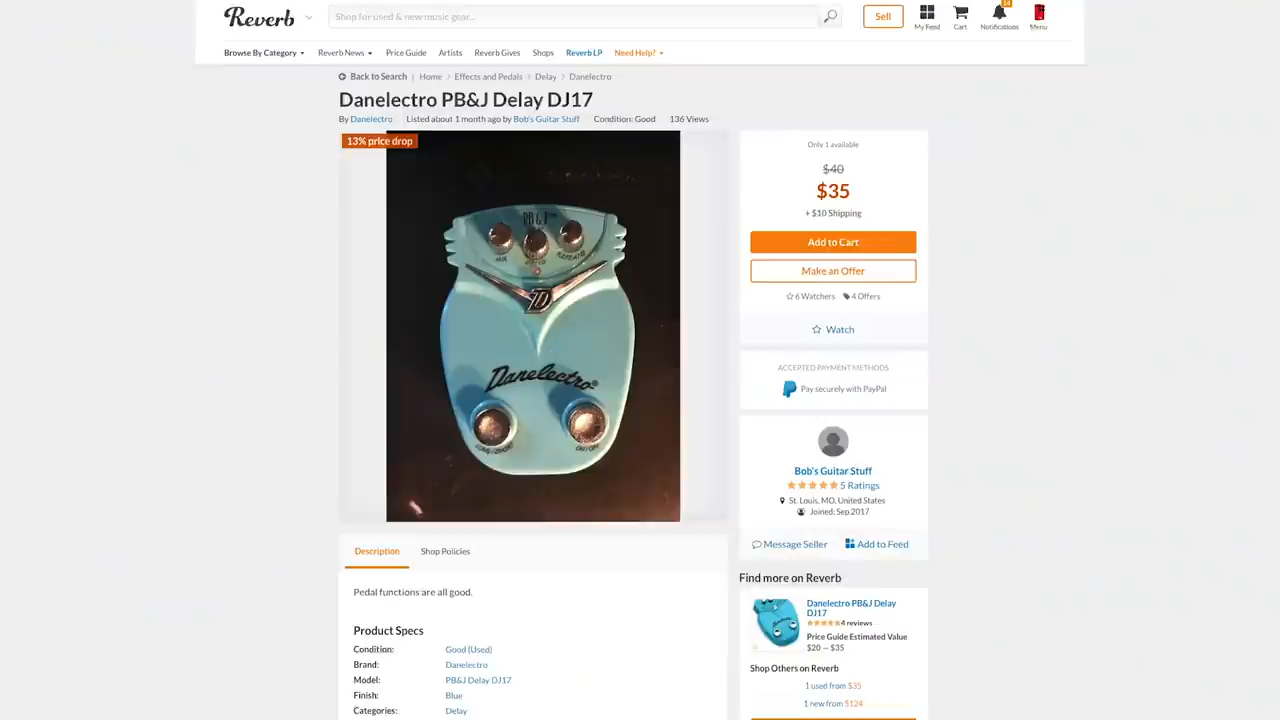 Reverb
Shop for used & new music gear...
Sell
My Feed
Cart
Notifications
Menu
Browse By Category
Reverb News
Price Guide
Artists
Reverb Gives
Shops
Reverb LP
Need Help?
Back to Search | Home > Effects and Pedals > Delay > Danelectro
Danelectro PB&J Delay DJ17
By Danelectro Listed about 1 month ago by Bob's Guitar Stuff Condition: Good 136 Views
13% price drop
PB & J
MIX
REPEATS
D
Danelectro
Only 1 available
$40
$35
+ $10 Shipping
Add to Cart
Make an Offer
6 Watchers 4 Offers
Watch
ACCEPTED PAYMENT METHODS
Pay securely with PayPal
Bob's Guitar Stuff
5 Ratings
St. Louis, MO, United States
Joined: Sep 2017
Message Seller
Add to Feed
Description
Shop Policies
Pedal functions are all good.
Product Specs
Condition: Good (Used)
Brand: Danelectro
Model: PB&J Delay DJ17
Finish: Blue
Categories: Delay
Find more on Reverb
Danelectro PB&J Delay
DJ17
4 reviews
Price Guide Estimated Value
$20 — $35
Shop Others on Reverb
1 used from $35
1 new from $124